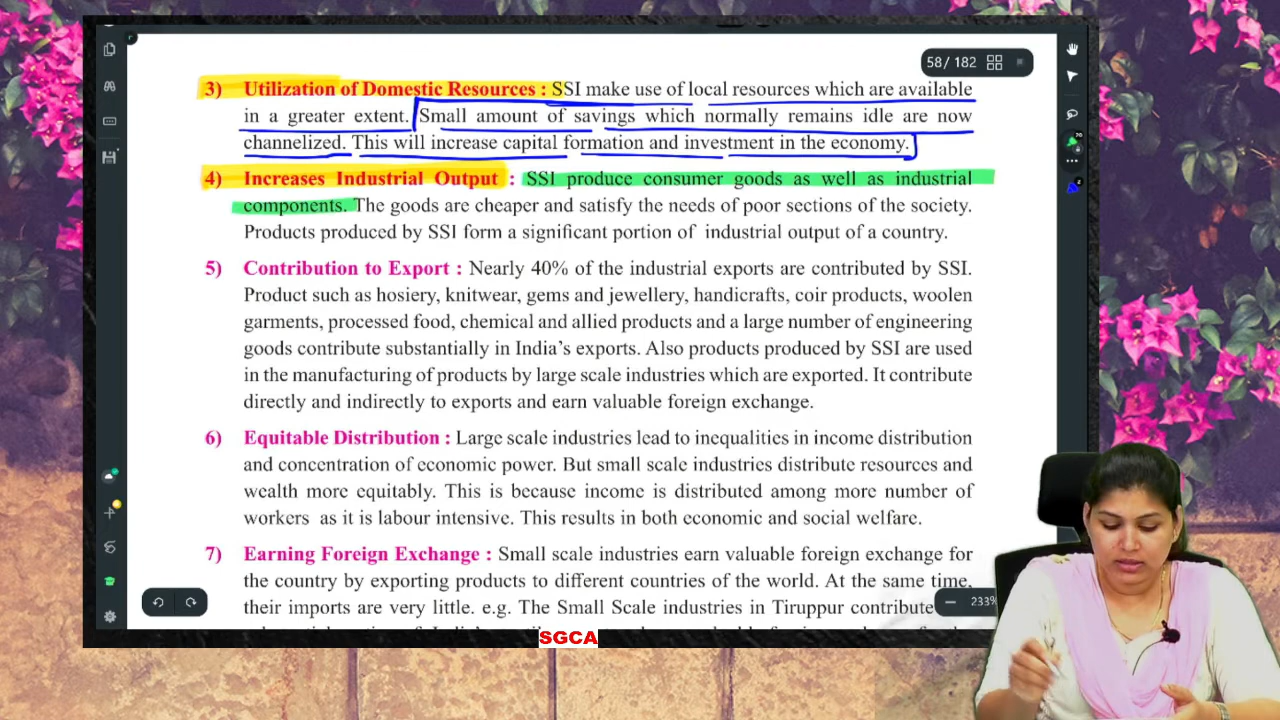 58/ 182
3) Utilization of Domestic Resources : SSI make use of local resources which are available
in a greater extent. Small amount of savings which normally remains idle are now
channelized. This will increase capital formation and investment in the economy.
4) Increases Industrial Output : SSI produce consumer goods as well as industrial
components. The goods are cheaper and satisfy the needs of poor sections of the society.
Products produced by SSI form a significant portion of industrial output of a country.
5) Contribution to Export : Nearly 40% of the industrial exports are contributed by SSI.
Product such as hosiery, knitwear, gems and jewellery, handicrafts, coir products, woolen
garments, processed food, chemical and allied products and a large number of engineering
goods contribute substantially in India's exports. Also products produced by SSI are used
in the manufacturing of products by large scale industries which are exported. It contribute
directly and indirectly to exports and earn valuable foreign exchange.
6) Equitable Distribution : Large scale industries lead to inequalities in income distribution
and concentration of economic power. But small scale industries distribute resources and
wealth more equitably. This is because income is distributed among more number of
workers as it is labour intensive. This results in both economic and social welfare.
7) Earning Foreign Exchange : Small scale industries earn valuable foreign exchange for
the country by exporting products to different countries of the world. At the same time,
their imports are very little. e.g. The Small Scale industries in Tiruppur contribute
233%
SGCA